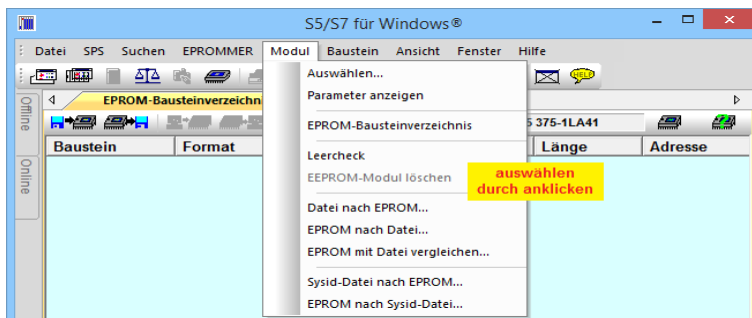 S5/S7 für Windows®
Datei SPS Suchen EPROMMER Modul Baustein Ansicht Fenster Hilfe
Auswählen...
Parameter anzeigen
EPROM-Bausteinverzeichnis
Leercheck
EEPROM-Modul löschen
Datei nach EPROM...
EPROM nach Datei...
EPROM mit Datei vergleichen...
Sysid-Datei nach EPROM...
EPROM nach Sysid-Datei...
HELP
Offline
Online
EPROM-Bausteinverzeichn
5 375-1LA41
Baustein Format Länge Adresse
auswählen
durch anklicken